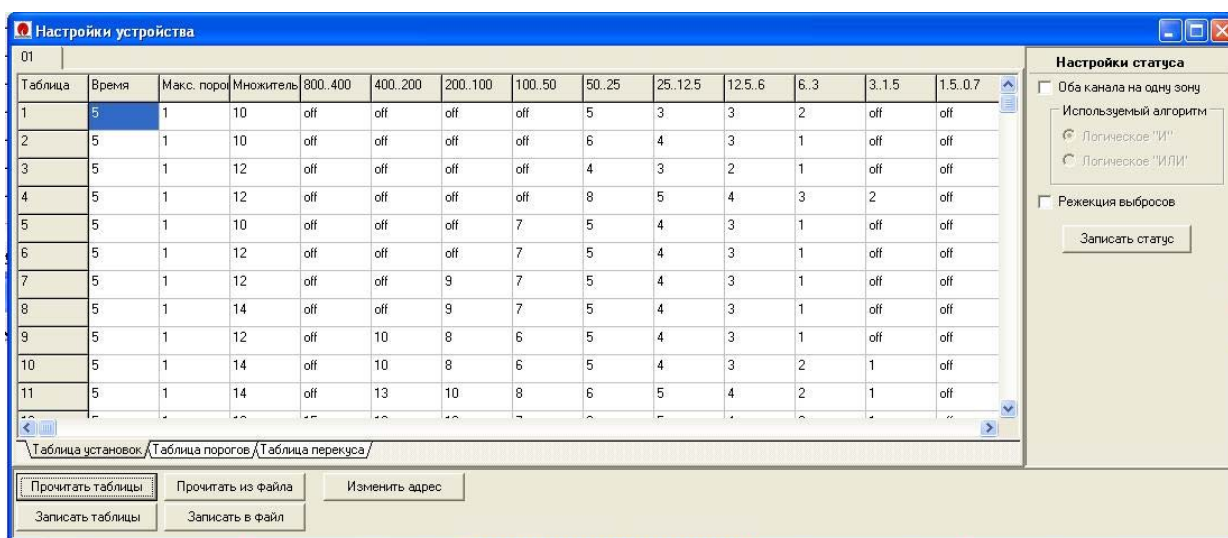 Настройки устройства
01
Таблица Время Макс. порог Множитель 800..400 400..200 200..100 100..50 50..25 25..12.5 12.5..6 6..3 3..1.5 1.5..0.7
1 5 1 10 off off off off 5 3 3 2 off off
2 5 1 10 off off off off 6 4 3 1 off off
3 5 1 12 off off off off 4 3 2 1 off off
4 5 1 12 off off off off 8 5 4 3 2 off
5 5 1 10 off off off 7 5 4 3 1 off off
6 5 1 12 off off off 7 5 4 3 1 off off
7 5 1 12 off off 9 7 5 4 3 1 off off
8 5 1 14 off off 9 7 5 4 3 1 off off
9 5 1 12 off 10 8 6 5 4 3 1 off off
10 5 1 14 off 10 8 6 5 4 3 2 1 off
11 5 1 14 off 13 10 8 6 5 4 2 1 off
Таблица установок Таблица порогов Таблица перекуса
Настройки статуса
Оба канала на одну зону
Используемый алгоритм
Логическое "И"
Логическое "ИЛИ"
Режекция выбросов
Записать статус
Прочитать таблицы Прочитать из файла Изменить адрес
Записать таблицы Записать в файл